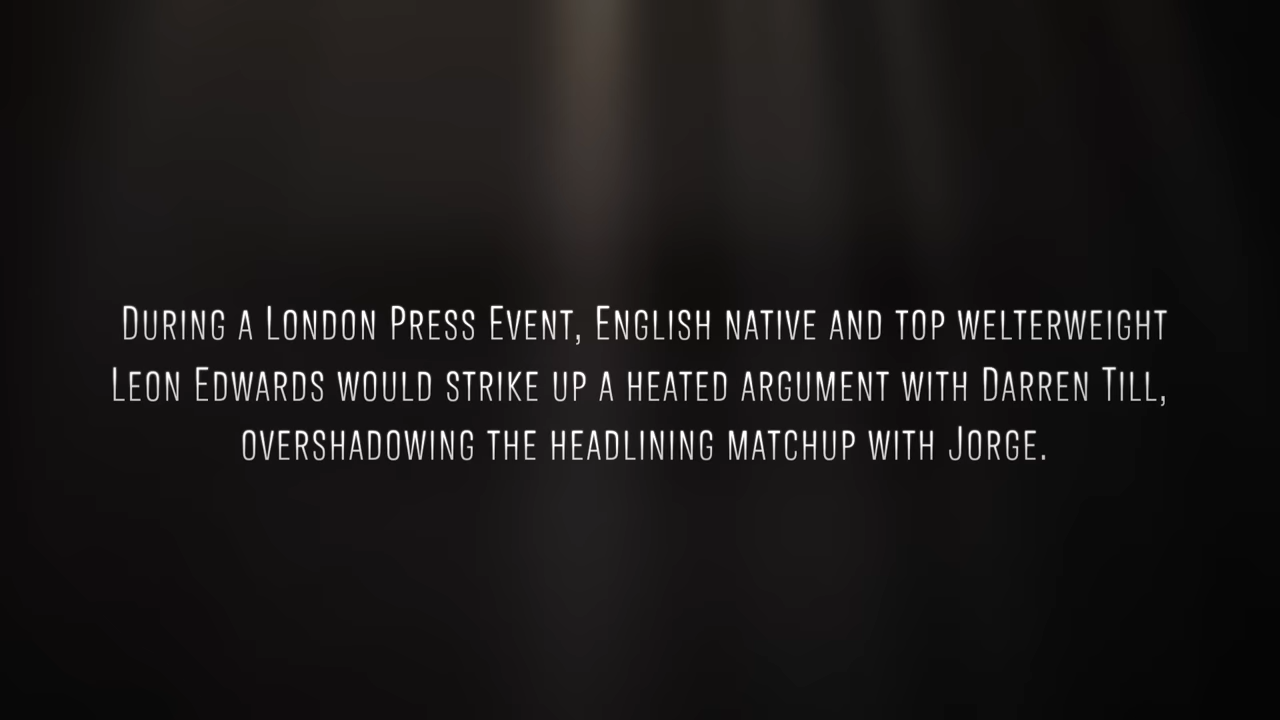 During a London Press Event, English native and top welterweight
Leon Edwards would strike up a heated argument with Darren Till,
overshadowing the headlining matchup with Jorge.